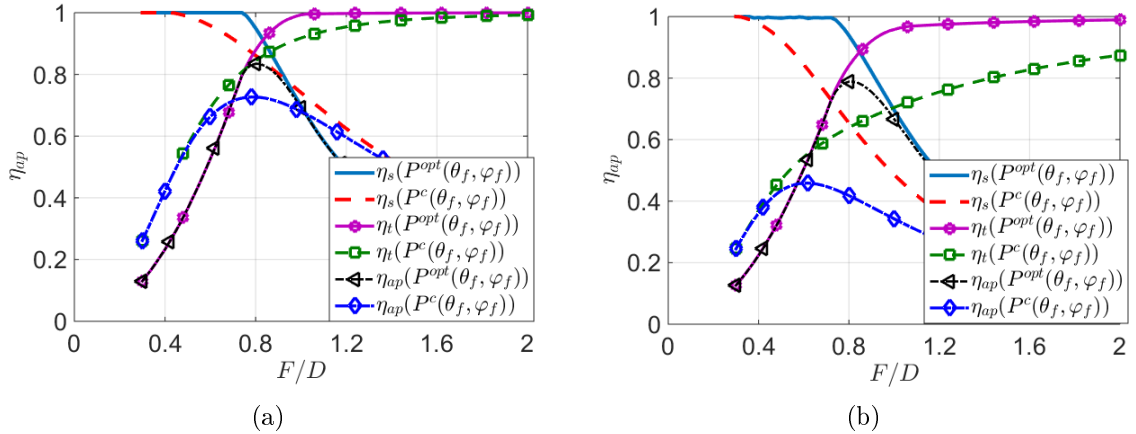 1
0.8
0.6
0.4
0.2
0
η_ap
0 0.4 0.8 1.2 1.6 2
F/D
η_s(P^opt(θ_f, φ_f))
η_s(P^c(θ_f, φ_f))
η_t(P^opt(θ_f, φ_f))
η_t(P^c(θ_f, φ_f))
η_ap(P^opt(θ_f, φ_f))
η_ap(P^c(θ_f, φ_f))
(a)
1
0.8
0.6
0.4
0.2
0
η_ap
0 0.4 0.8 1.2 1.6 2
F/D
η_s(P^opt(θ_f, φ_f))
η_s(P^c(θ_f, φ_f))
η_t(P^opt(θ_f, φ_f))
η_t(P^c(θ_f, φ_f))
η_ap(P^opt(θ_f, φ_f))
η_ap(P^c(θ_f, φ_f))
(b)